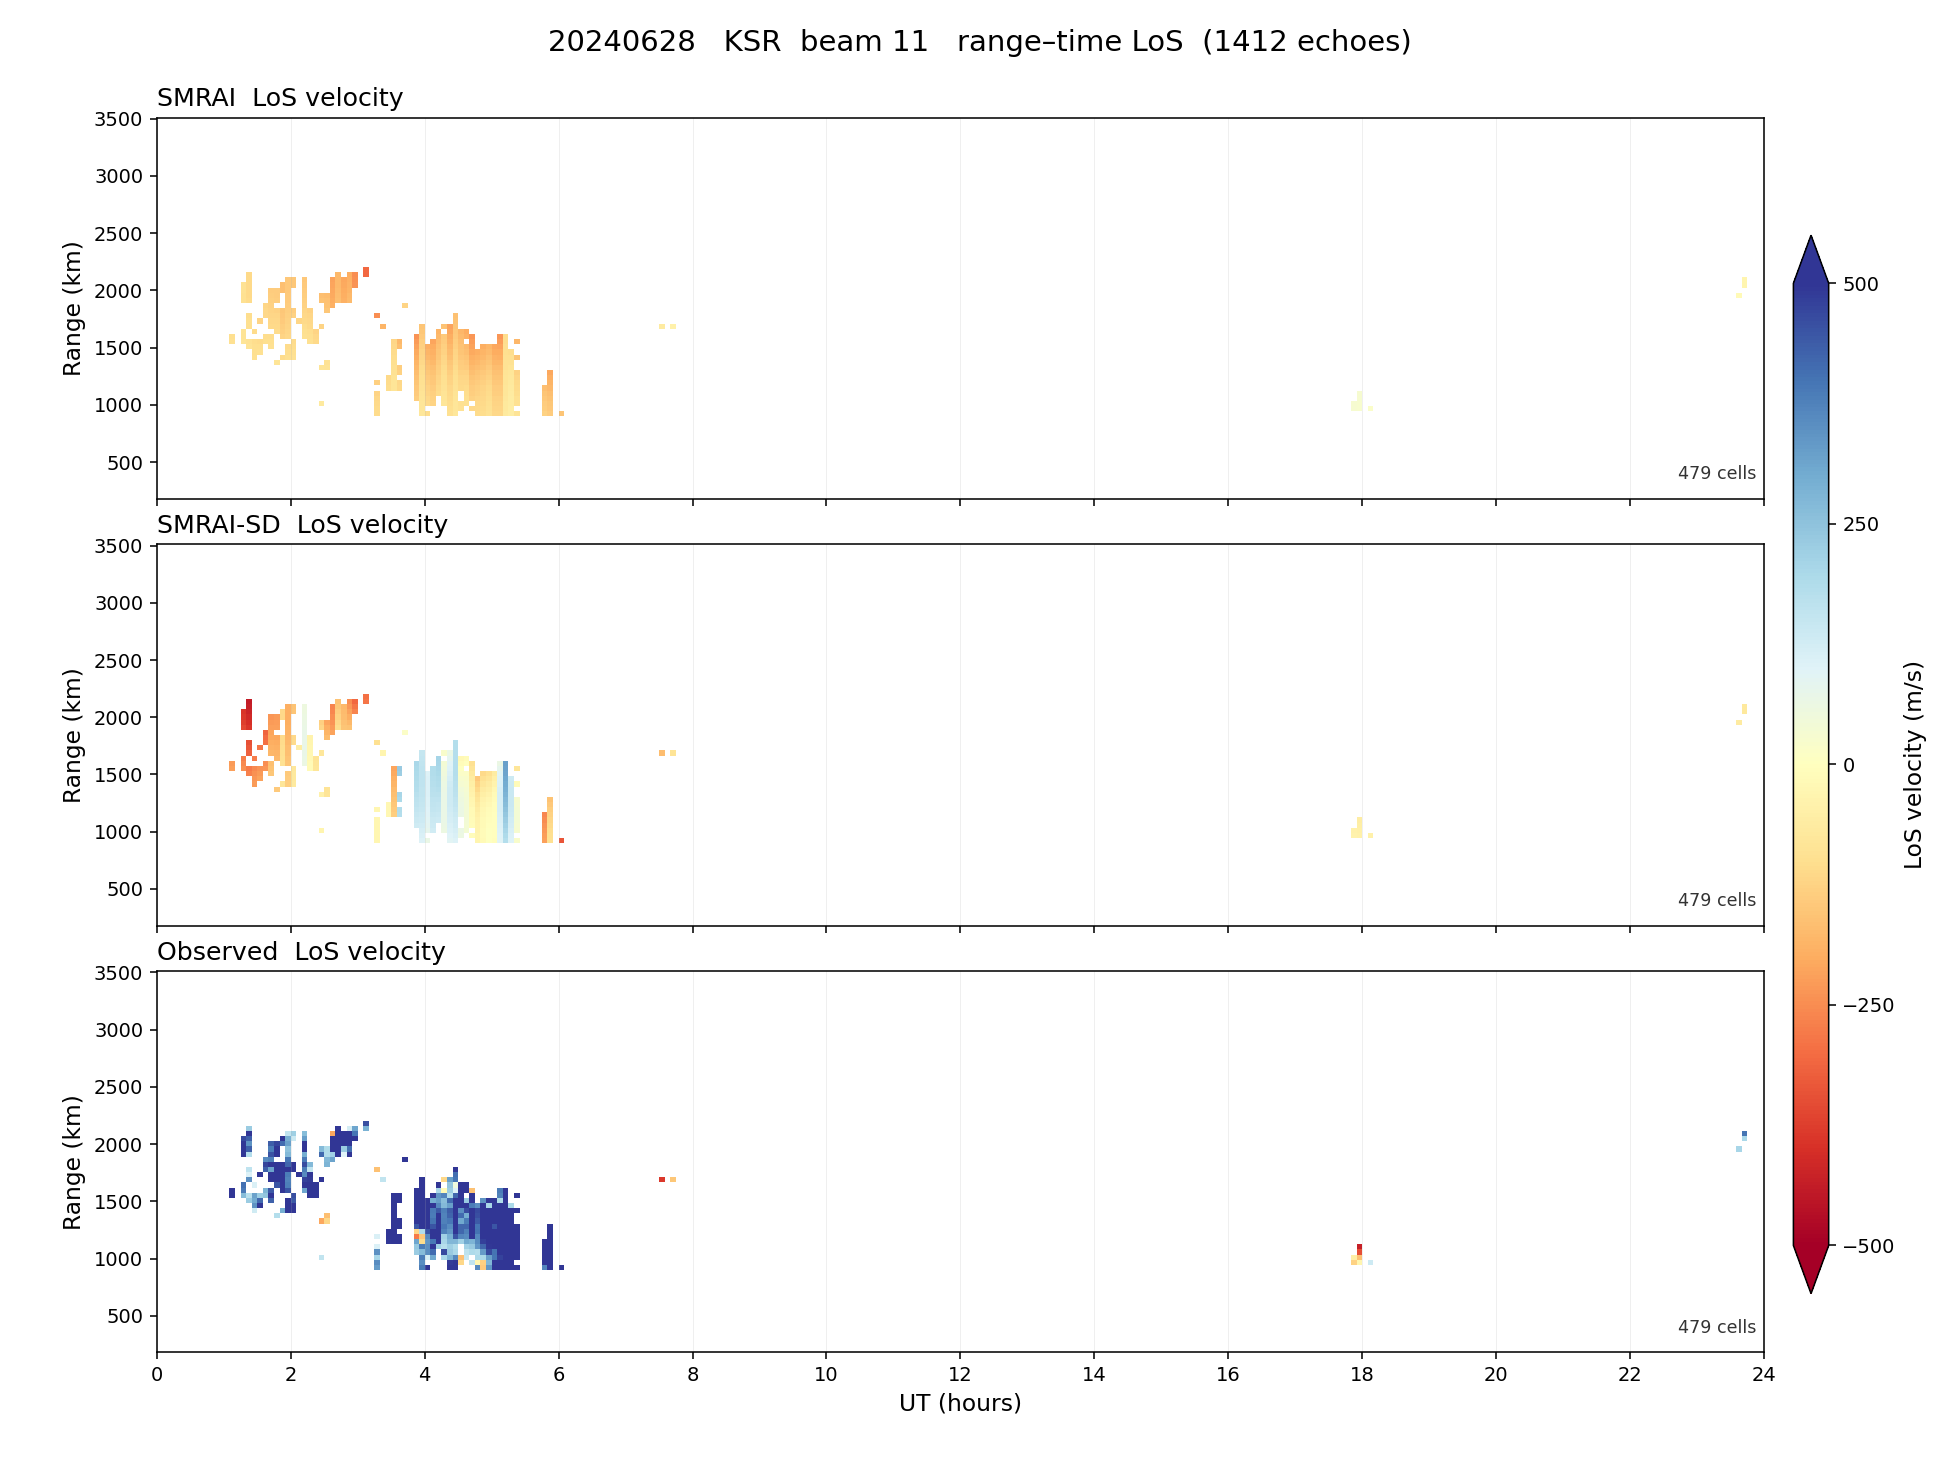 20240628 KSR beam 11 range–time LoS (1412 echoes)
SMRAI LoS velocity
3500
3000
2500
2000
1500
1000
500
Range (km)
479 cells
SMRAI-SD LoS velocity
3500
3000
2500
2000
1500
1000
500
Range (km)
479 cells
Observed LoS velocity
3500
3000
2500
2000
1500
1000
500
Range (km)
479 cells
0 2 4 6 8 10 12 14 16 18 20 22 24
UT (hours)
500
250
0
−250
−500
LoS velocity (m/s)